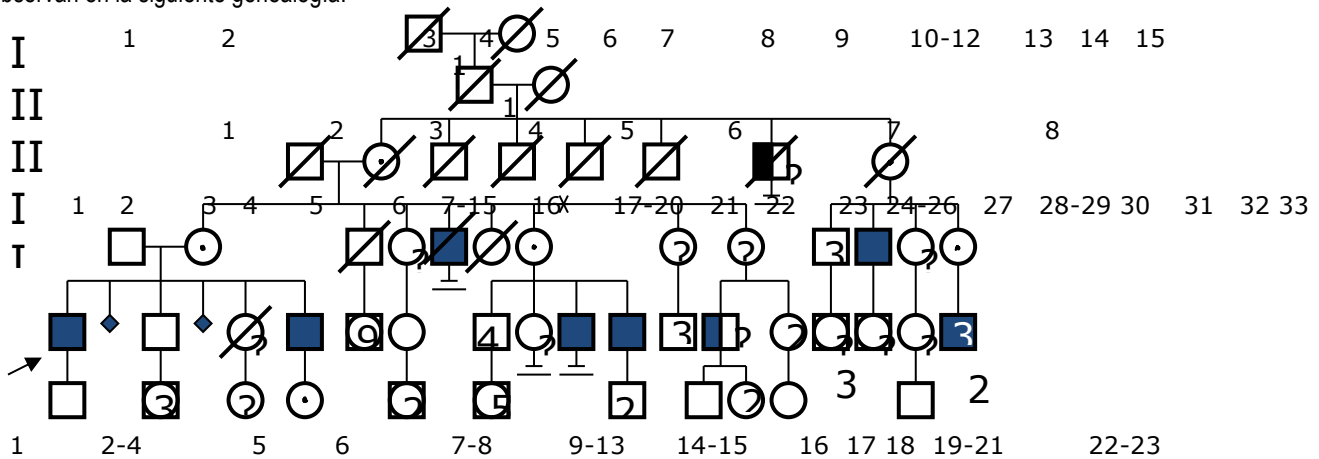 observan en la siguiente genealogía.
I 1 2 3 4 5 6 7 8 9 10-12 13 14 15
1
II 1
II 1 2 3 4 5 6 7 8
?
I 1 2 3 4 5 6 7-15 16 X 17-20 21 22 23 24-26 27 28-29 30 31 32 33
I ? ? ? 3 ?
? 9 4 ? 3 ? 2 ? ? ? 3
3 2
3 ? 2 5 2 2
1 2-4 5 6 7-8 9-13 14-15 16 17 18 19-21 22-23